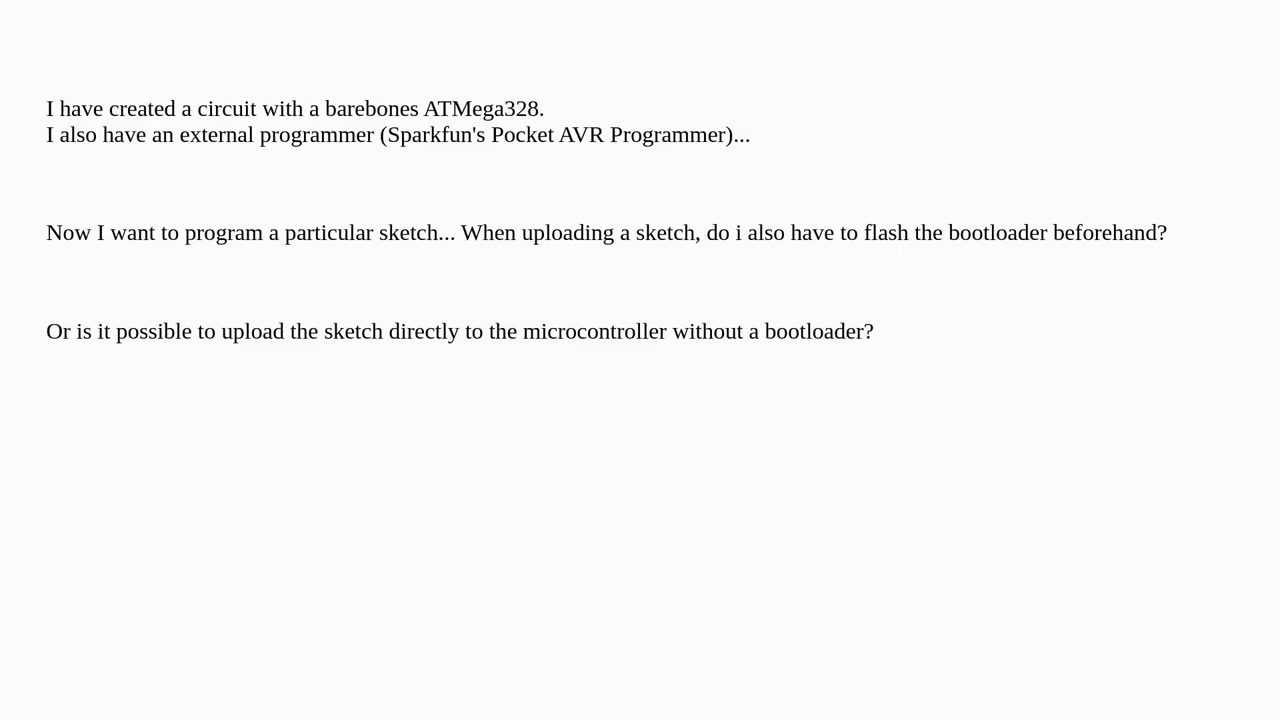 I have created a circuit with a barebones ATMega328.
I also have an external programmer (Sparkfun's Pocket AVR Programmer)...
Now I want to program a particular sketch... When uploading a sketch, do i also have to flash the bootloader beforehand?
Or is it possible to upload the sketch directly to the microcontroller without a bootloader?